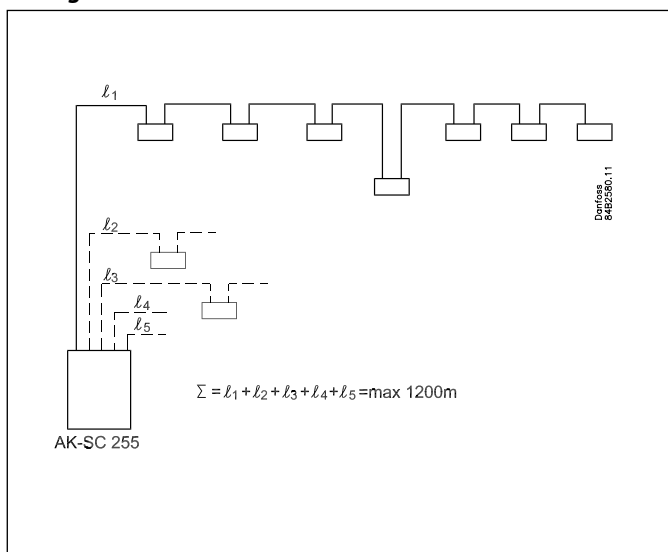 ℓ1
Danfoss
84B2580.11
ℓ2
ℓ3
ℓ4
ℓ5
Σ = ℓ1 + ℓ2 + ℓ3 + ℓ4 + ℓ5 = max 1200m
AK-SC 255